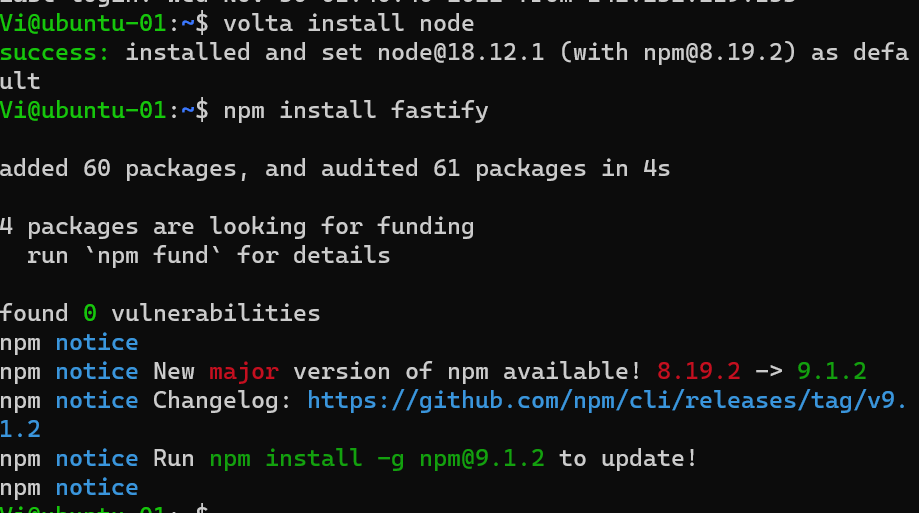 Vi@ubuntu-01:~$ volta install node
success: installed and set node@18.12.1 (with npm@8.19.2) as defa
ult
Vi@ubuntu-01:~$ npm install fastify
added 60 packages, and audited 61 packages in 4s
4 packages are looking for funding
run `npm fund` for details
found 0 vulnerabilities
npm notice
npm notice New major version of npm available! 8.19.2 -> 9.1.2
npm notice Changelog: https://github.com/npm/cli/releases/tag/v9.
1.2
npm notice Run npm install -g npm@9.1.2 to update!
npm notice
Vi@ubuntu-01:~$